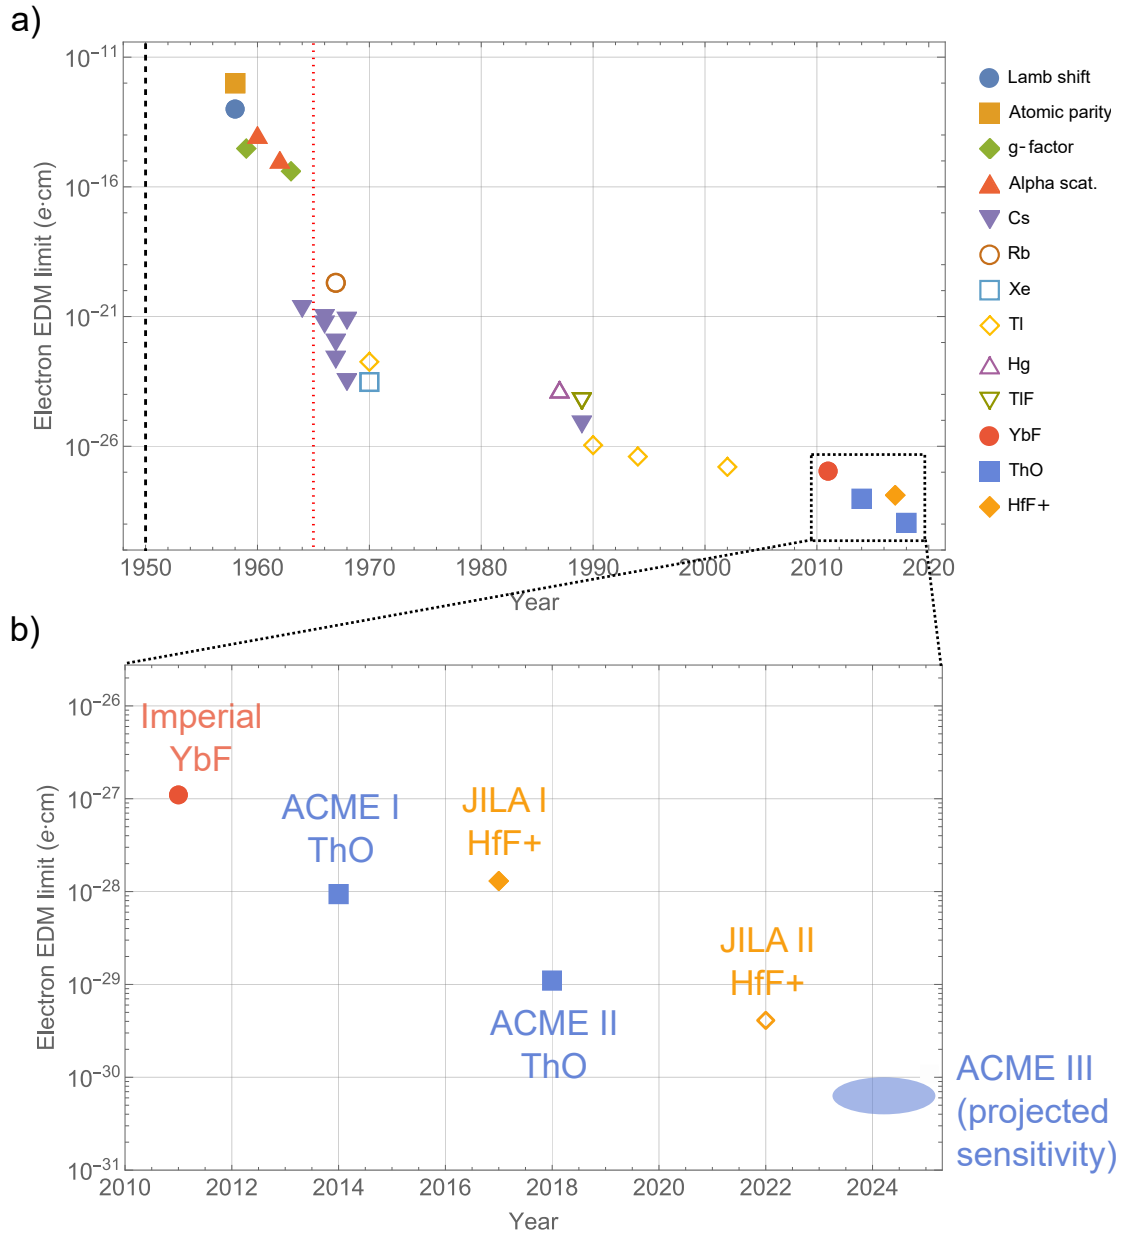 a)
10⁻¹¹
10⁻¹⁶
10⁻²¹
10⁻²⁶
Electron EDM limit (e·cm)
1950 1960 1970 1980 1990 2000 2010 2020
Year
Lamb shift
Atomic parity
g-factor
Alpha scat.
Cs
Rb
Xe
Tl
Hg
TlF
YbF
ThO
HfF+
b)
10⁻²⁶
10⁻²⁷
10⁻²⁸
10⁻²⁹
10⁻³⁰
10⁻³¹
Electron EDM limit (e·cm)
Imperial
YbF
ACME I
ThO
JILA I
HfF+
ACME II
ThO
JILA II
HfF+
ACME III
(projected
sensitivity)
2010 2012 2014 2016 2018 2020 2022 2024
Year